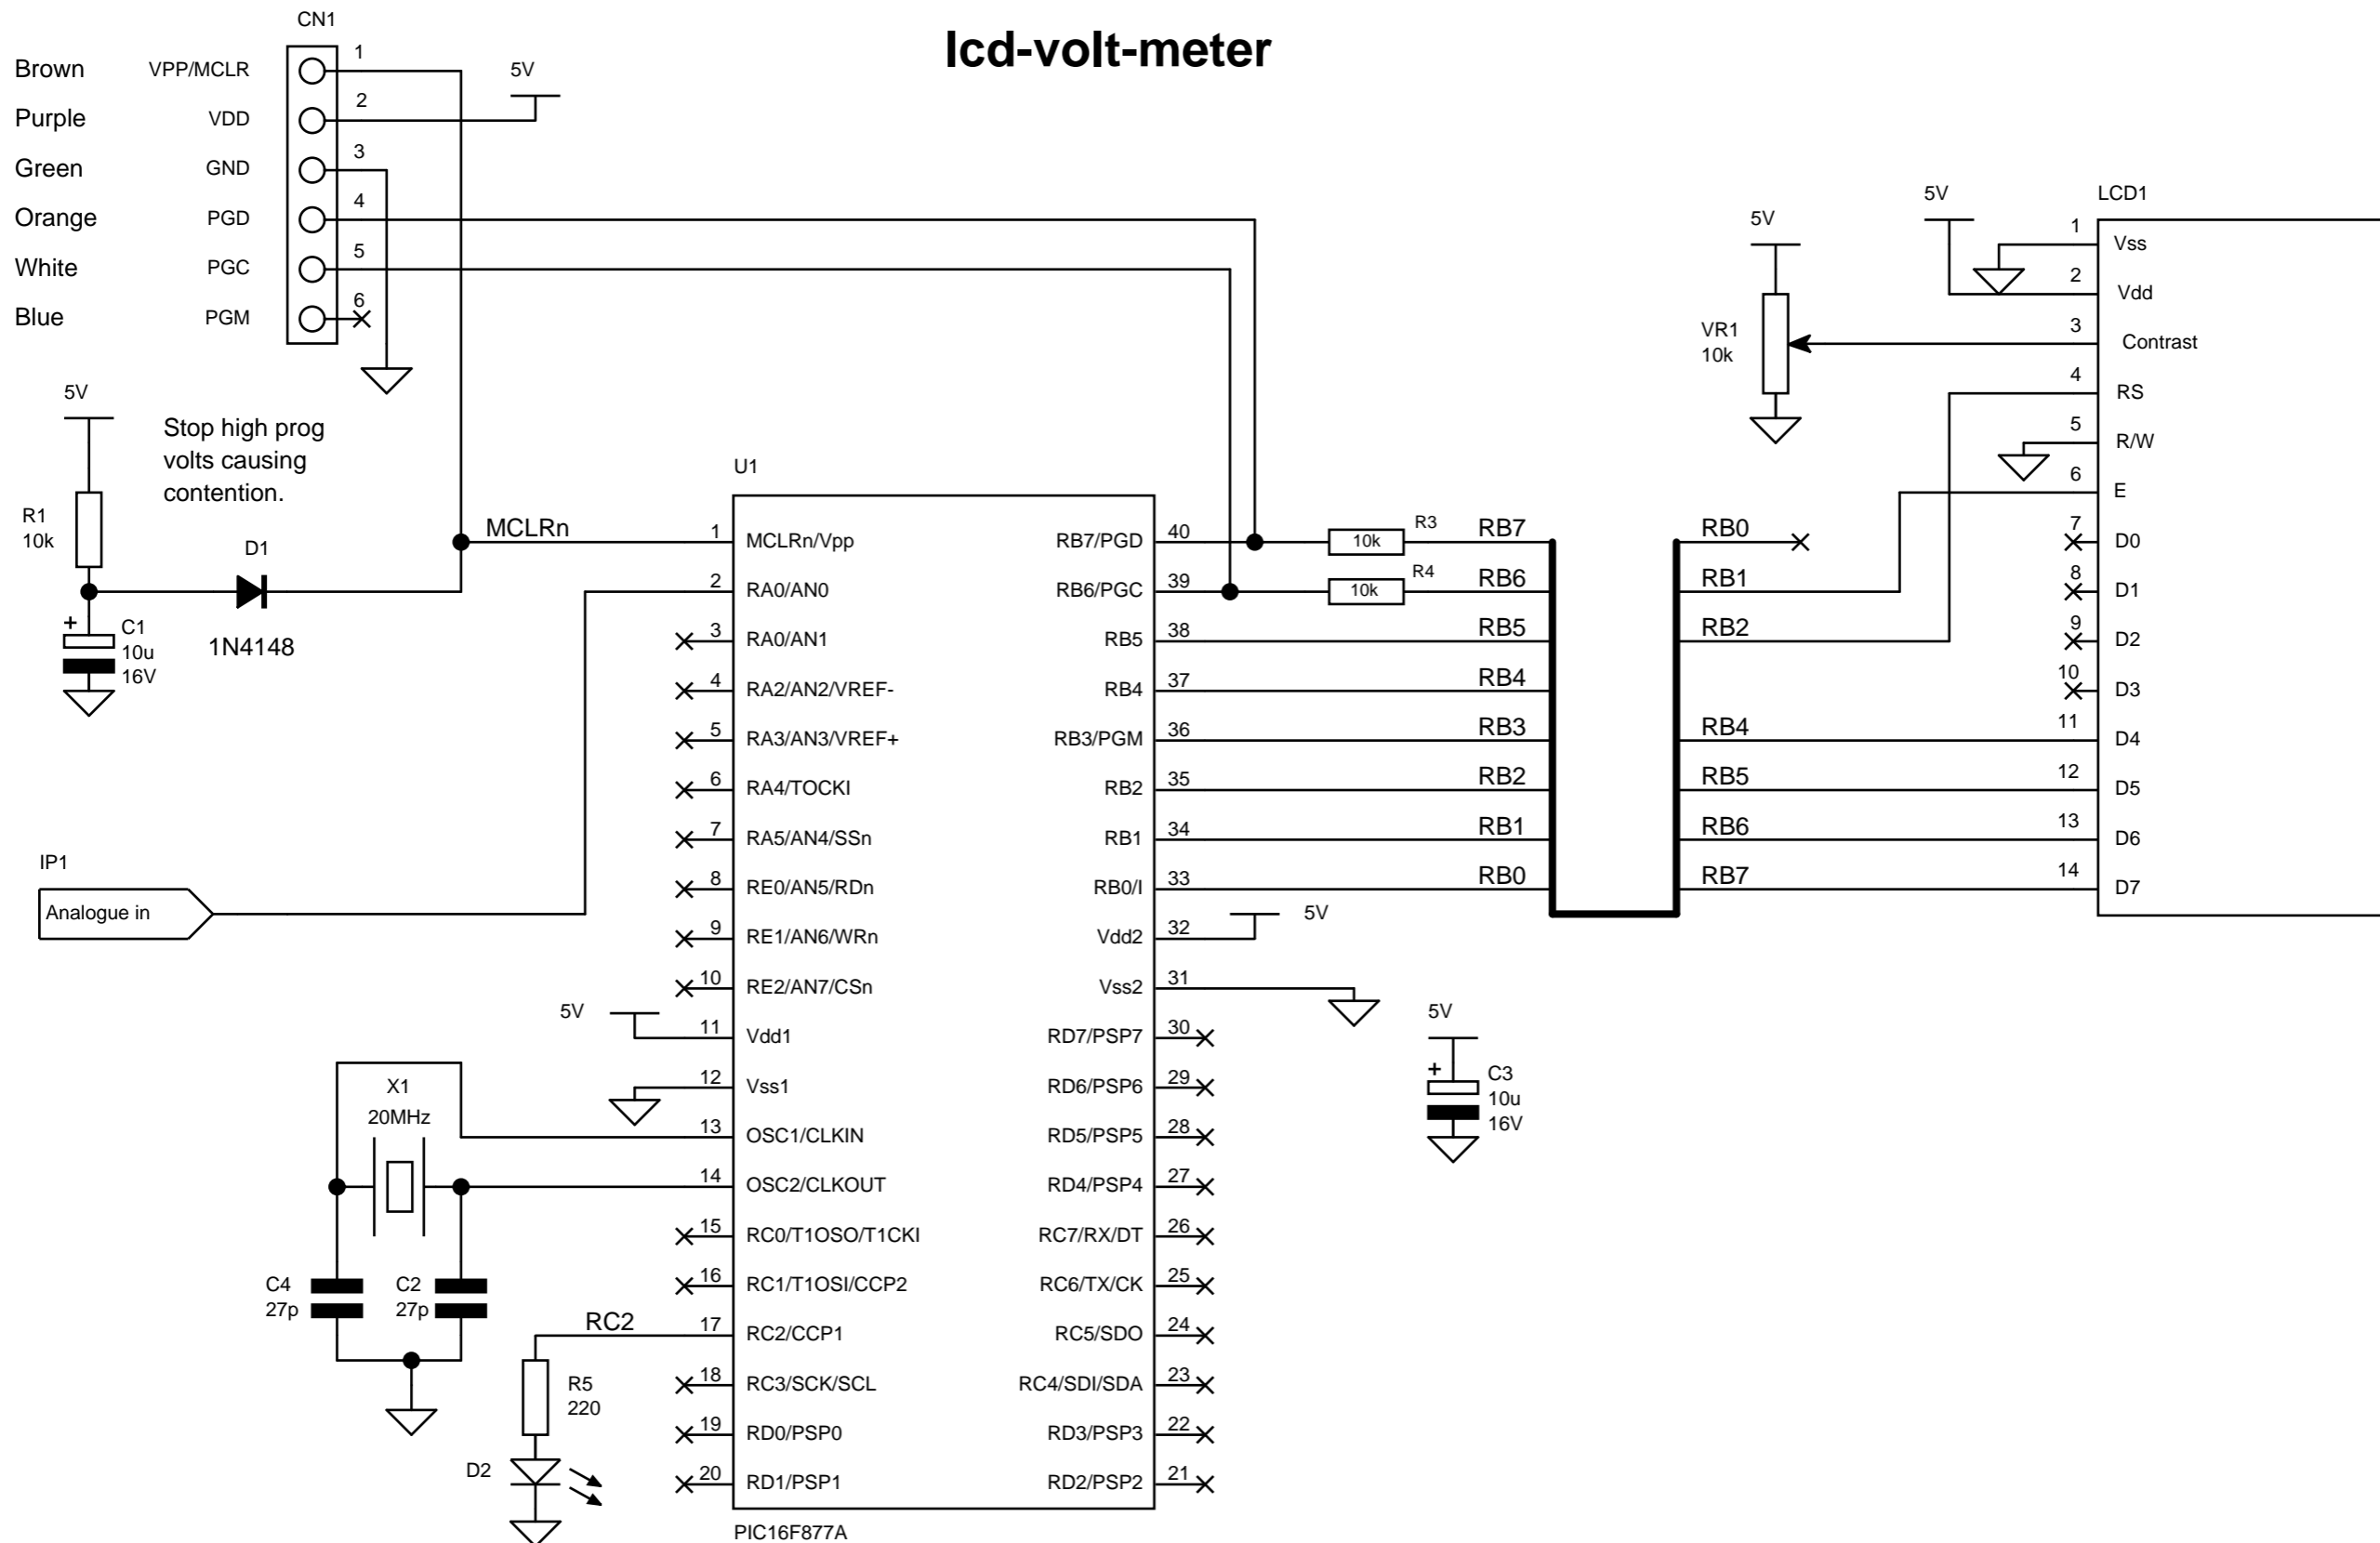 lcd-volt-meter
CN1
Brown VPP/MCLR 1
Purple VDD 2
Green GND 3
Orange PGD 4
White PGC 5
Blue PGM 6
5V
5V
Stop high prog
volts causing
contention.
R1
10k
D1
1N4148
+
C1
10u
16V
MCLRn
IP1
Analogue in
5V
X1
20MHz
C4
27p
C2
27p
RC2
R5
220
D2
U1
1 MCLRn/Vpp
2 RA0/AN0
3 RA0/AN1
4 RA2/AN2/VREF-
5 RA3/AN3/VREF+
6 RA4/TOCKI
7 RA5/AN4/SSn
8 RE0/AN5/RDn
9 RE1/AN6/WRn
10 RE2/AN7/CSn
11 Vdd1
12 Vss1
13 OSC1/CLKIN
14 OSC2/CLKOUT
15 RC0/T1OSO/T1CKI
16 RC1/T1OSI/CCP2
17 RC2/CCP1
18 RC3/SCK/SCL
19 RD0/PSP0
20 RD1/PSP1
RB7/PGD 40
RB6/PGC 39
RB5 38
RB4 37
RB3/PGM 36
RB2 35
RB1 34
RB0/I 33
Vdd2 32
Vss2 31
RD7/PSP7 30
RD6/PSP6 29
RD5/PSP5 28
RD4/PSP4 27
RC7/RX/DT 26
RC6/TX/CK 25
RC5/SDO 24
RC4/SDI/SDA 23
RD3/PSP3 22
RD2/PSP2 21
PIC16F877A
R3
10k
R4
10k
RB7
RB6
RB5
RB4
RB3
RB2
RB1
RB0
5V
5V
+
C3
10u
16V
RB0
RB1
RB2
RB4
RB5
RB6
RB7
5V
VR1
10k
5V
LCD1
1 Vss
2 Vdd
3 Contrast
4 RS
5 R/W
6 E
7 D0
8 D1
9 D2
10 D3
11 D4
12 D5
13 D6
14 D7